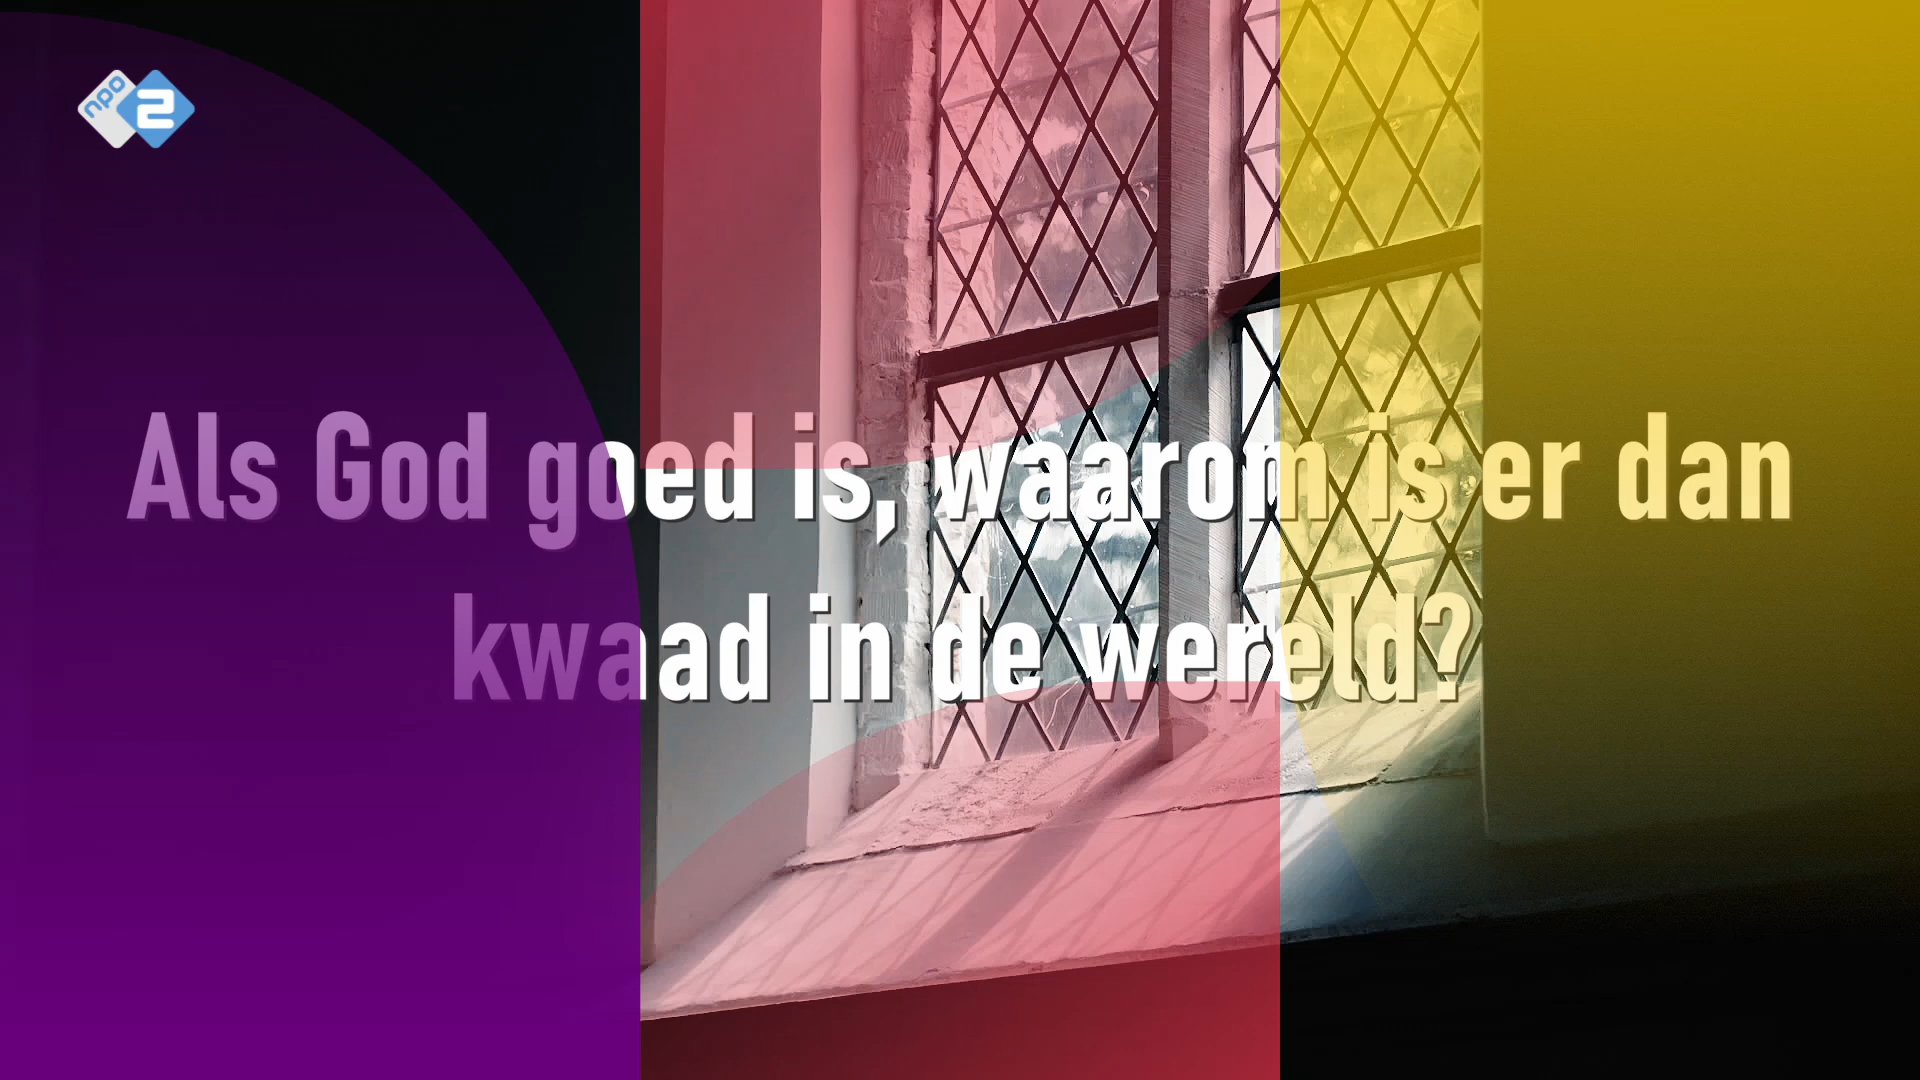 npo 2
Als God goed is, waarom is er dan
kwaad in de wereld?